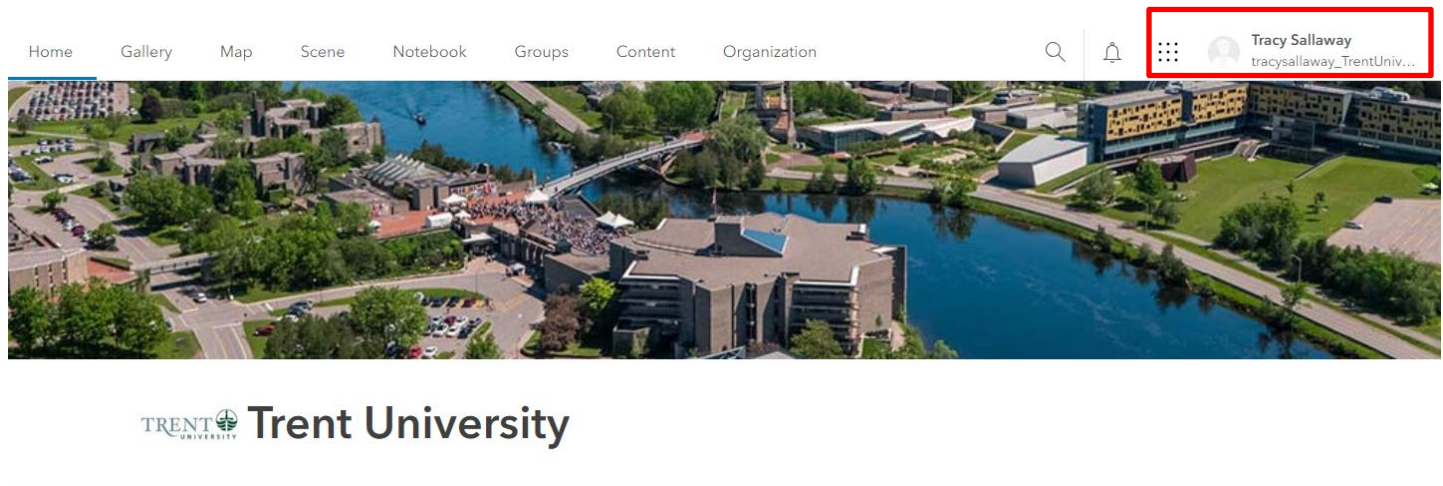 Home Gallery Map Scene Notebook Groups Content Organization
Tracy Sallaway
tracysallaway_TrentUniv...
TRENT
UNIVERSITY
Trent University